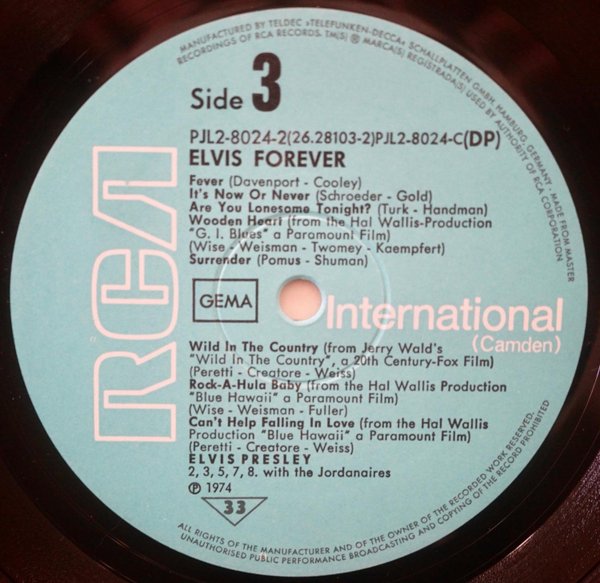 MANUFACTURED BY TELDEC »TELEFUNKEN-DECCA« SCHALLPLATTEN GMBH, HAMBURG, GERMANY · MADE FROM MASTER
RECORDINGS OF RCA RECORDS. TM(S) ® MARCA(S) REGISTRADA(S) USED BY AUTHORITY OF RCA CORPORATION
Side 3
PJL2-8024-2(26.28103-2)PJL2-8024-C(DP)
ELVIS FOREVER
Fever (Davenport - Cooley)
It's Now Or Never (Schroeder - Gold)
Are You Lonesome Tonight? (Turk - Handman)
Wooden Heart (from the Hal Wallis-Production
"G. I. Blues" a Paramount Film)
(Wise - Weisman - Twomey - Kaempfert)
Surrender (Pomus - Shuman)
RCA
GEMA
International
(Camden)
Wild In The Country (from Jerry Wald's
"Wild In The Country", a 20th Century-Fox Film)
(Peretti - Creatore - Weiss)
Rock-A-Hula Baby (from the Hal Wallis Production
"Blue Hawaii" a Paramount Film)
(Wise - Weisman - Fuller)
Can't Help Falling In Love (from the Hal Wallis
Production "Blue Hawaii" a Paramount Film)
(Peretti - Creatore - Weiss)
ELVIS PRESLEY
2, 3, 5, 7, 8. with the Jordanaires
℗ 1974
33
ALL RIGHTS OF THE MANUFACTURER AND OF THE OWNER OF THE RECORDED WORK RESERVED.
UNAUTHORISED PUBLIC PERFORMANCE BROADCASTING AND COPYING OF THIS RECORD PROHIBITED